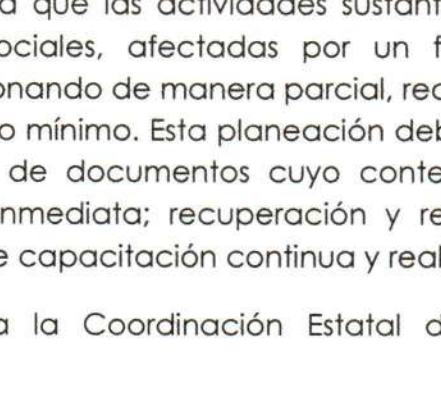 a que las actividades sustant
ociales, afectadas por un f
onando de manera parcial, rec
o mínimo. Esta planeación deb
de documentos cuyo conte
nmediata; recuperación y re
e capacitación continua y real
a la Coordinación Estatal d